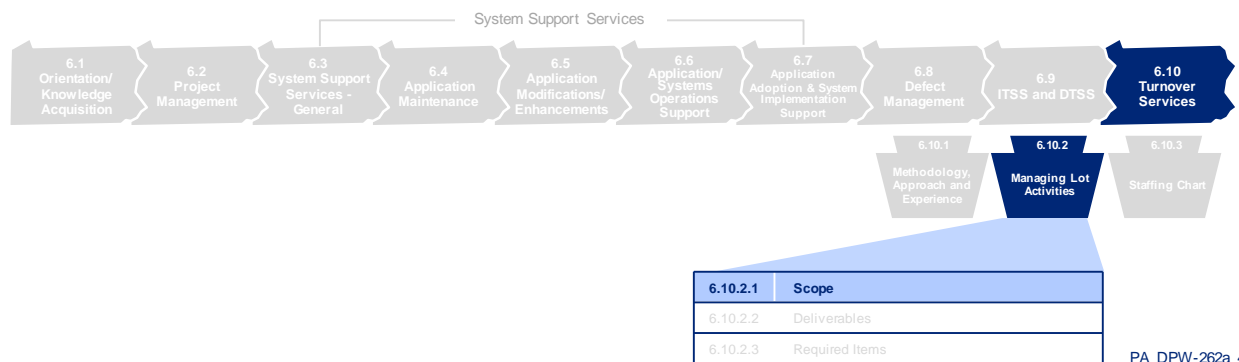 System Support Services
6.1
Orientation/
Knowledge
Acquisition
6.2
Project
Management
6.3
System Support
Services -
General
6.4
Application
Maintenance
6.5
Application
Modifications/
Enhancements
6.6
Application/
Systems
Operations
Support
6.7
Application
Adoption & System
Implementation
Support
6.8
Defect
Management
6.9
ITSS and DTSS
6.10
Turnover
Services
6.10.1
Methodology,
Approach and
Experience
6.10.2
Managing Lot
Activities
6.10.3
Staffing Chart
6.10.2.1 Scope
6.10.2.2 Deliverables
6.10.2.3 Required Items
PA_DPW-262a